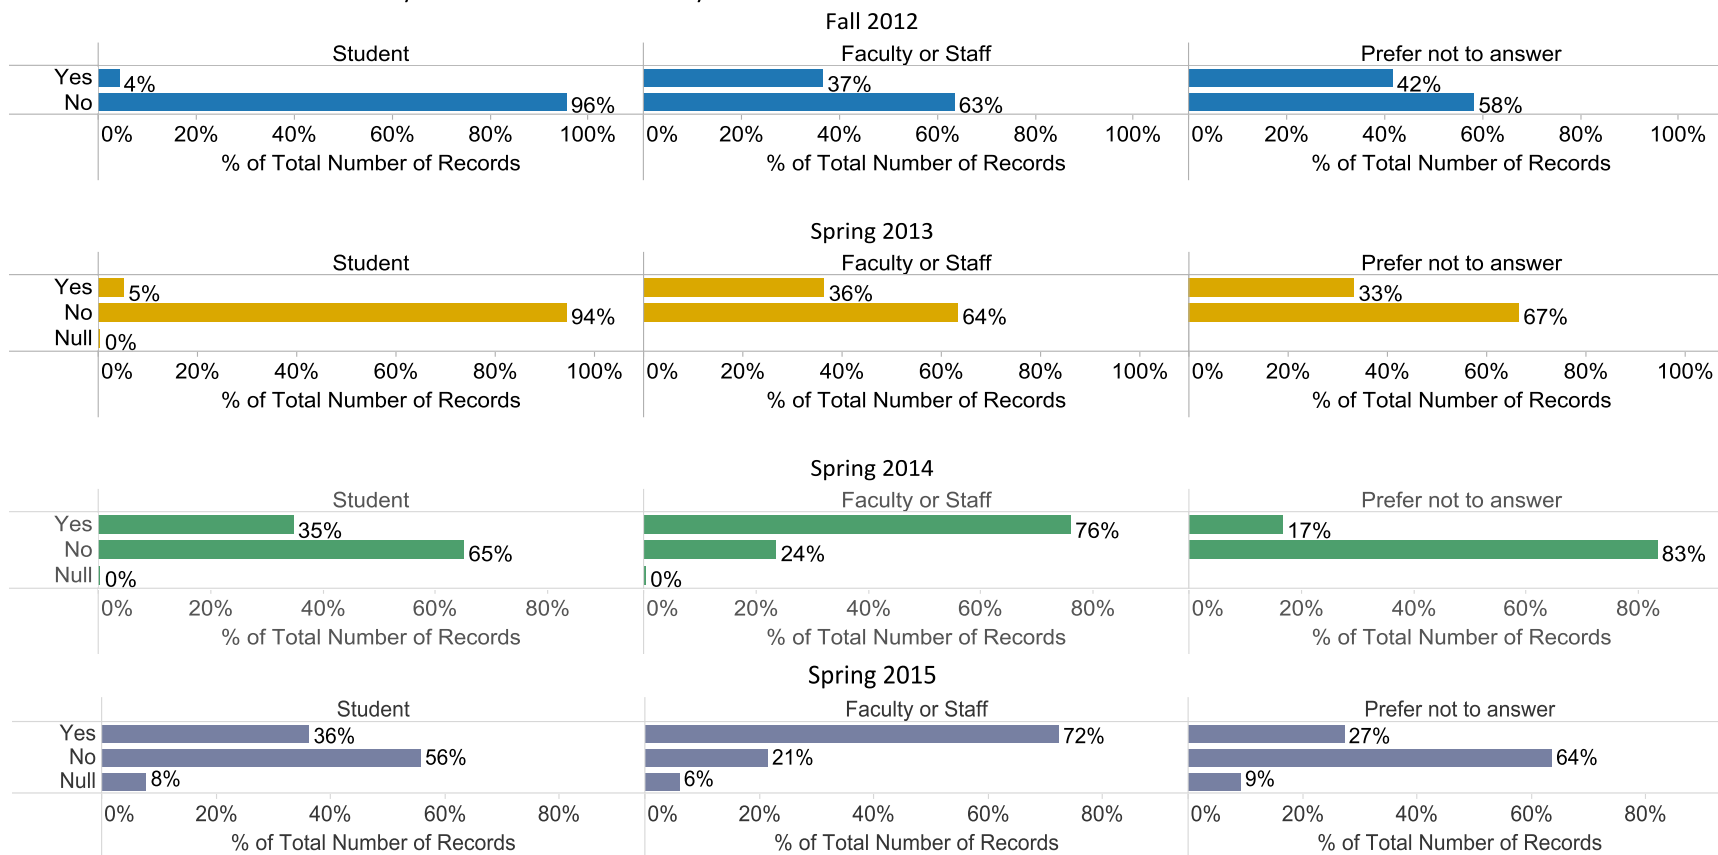 Fall 2012
Student Faculty or Staff Prefer not to answer
Yes 4% 37% 42%
No 96% 63% 58%
0% 20% 40% 60% 80% 100% 0% 20% 40% 60% 80% 100% 0% 20% 40% 60% 80% 100%
% of Total Number of Records % of Total Number of Records % of Total Number of Records
Spring 2013
Student Faculty or Staff Prefer not to answer
Yes 5% 36% 33%
No 94% 64% 67%
Null 0%
0% 20% 40% 60% 80% 100% 0% 20% 40% 60% 80% 100% 0% 20% 40% 60% 80% 100%
% of Total Number of Records % of Total Number of Records % of Total Number of Records
Spring 2014
Student Faculty or Staff Prefer not to answer
Yes 35% 76% 17%
No 65% 24% 83%
Null 0% 0%
0% 20% 40% 60% 80% 0% 20% 40% 60% 80% 0% 20% 40% 60% 80%
% of Total Number of Records % of Total Number of Records % of Total Number of Records
Spring 2015
Student Faculty or Staff Prefer not to answer
Yes 36% 72% 27%
No 56% 21% 64%
Null 8% 6% 9%
0% 20% 40% 60% 80% 0% 20% 40% 60% 80% 0% 20% 40% 60% 80%
% of Total Number of Records % of Total Number of Records % of Total Number of Records